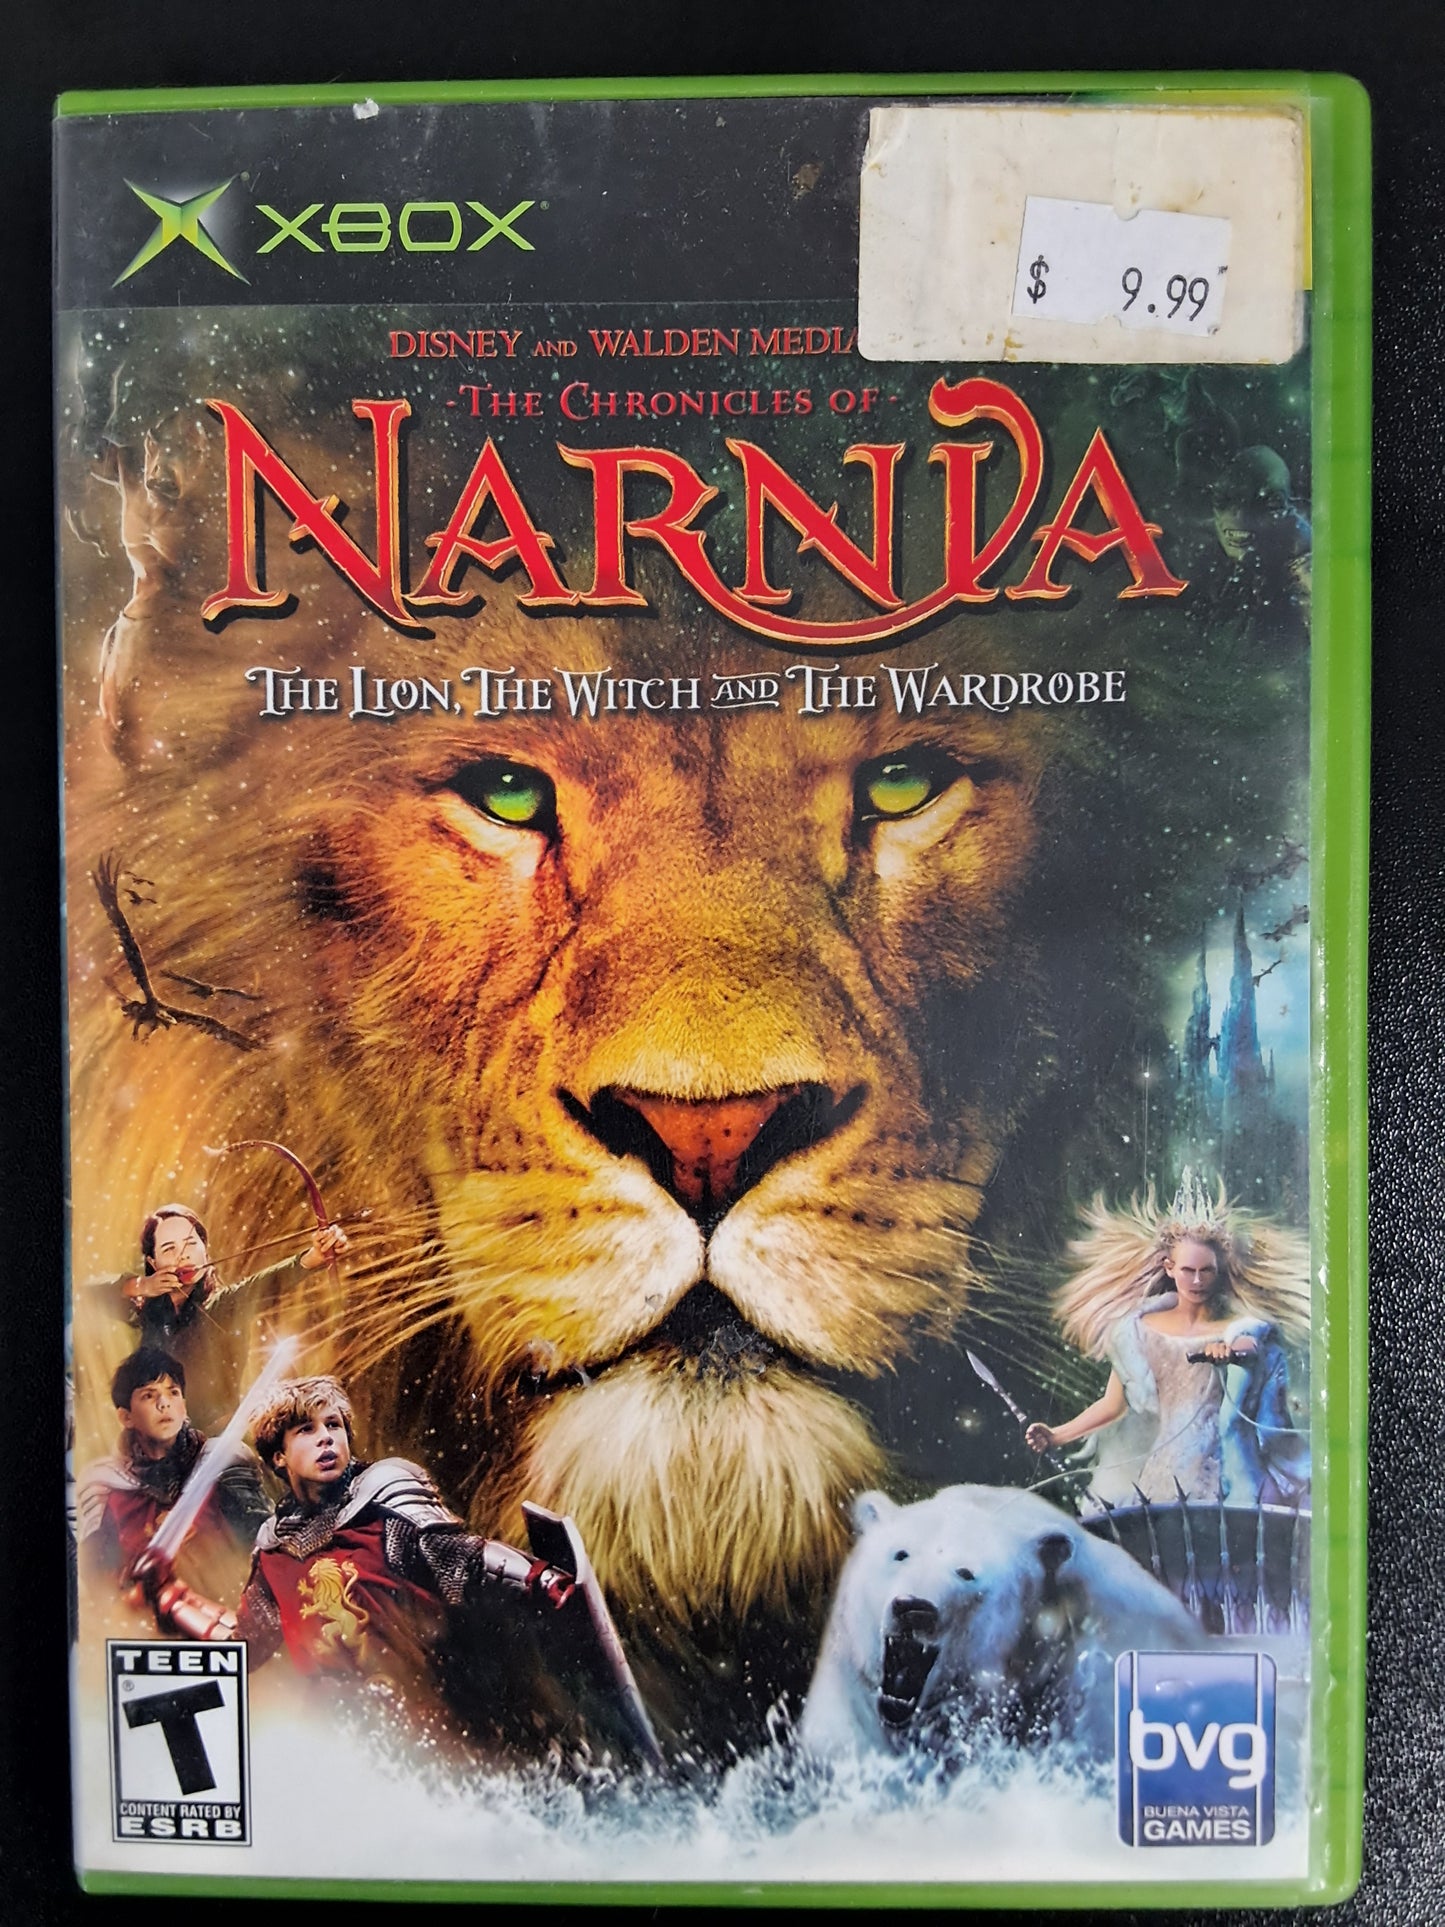 XBOX
$ 9.99
DISNEY AND WALDEN MEDIA
·THE CHRONICLES OF·
NARNIA
THE LION, THE WITCH AND THE WARDROBE
TEEN
T
CONTENT RATED BY
ESRB
bvg
BUENA VISTA
GAMES